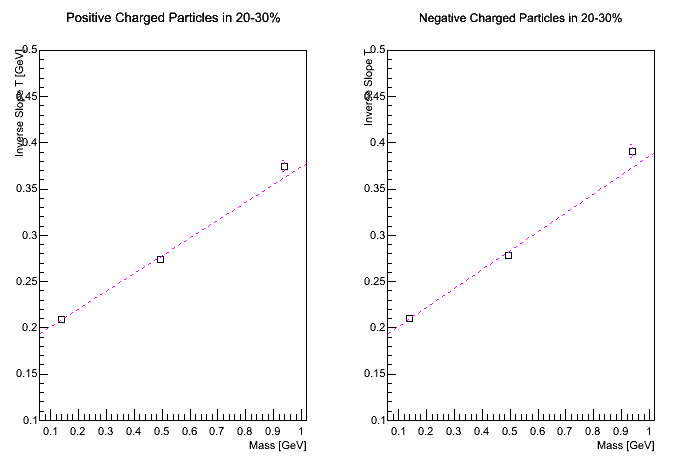 Positive Charged Particles in 20-30%
Inverse Slope T [GeV]
0.5
0.45
0.4
0.35
0.3
0.25
0.2
0.15
0.1
0.1 0.2 0.3 0.4 0.5 0.6 0.7 0.8 0.9 1
Mass [GeV]
Negative Charged Particles in 20-30%
Inverse Slope T
0.5
0.45
0.4
0.35
0.3
0.25
0.2
0.15
0.1
0.1 0.2 0.3 0.4 0.5 0.6 0.7 0.8 0.9 1
Mass [GeV]